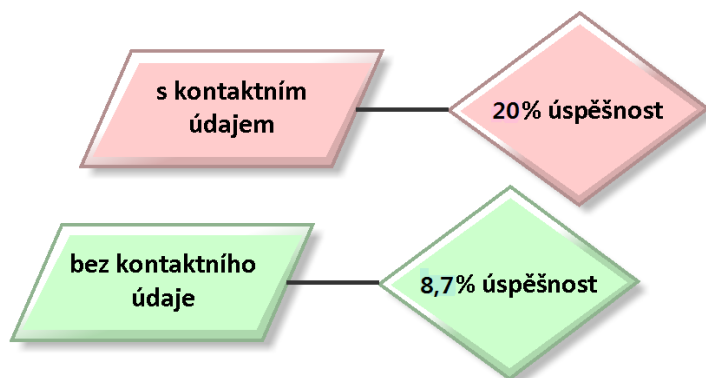 s kontaktním
údajem
20% úspěšnost
bez kontaktního
údaje
8,7% úspěšnost